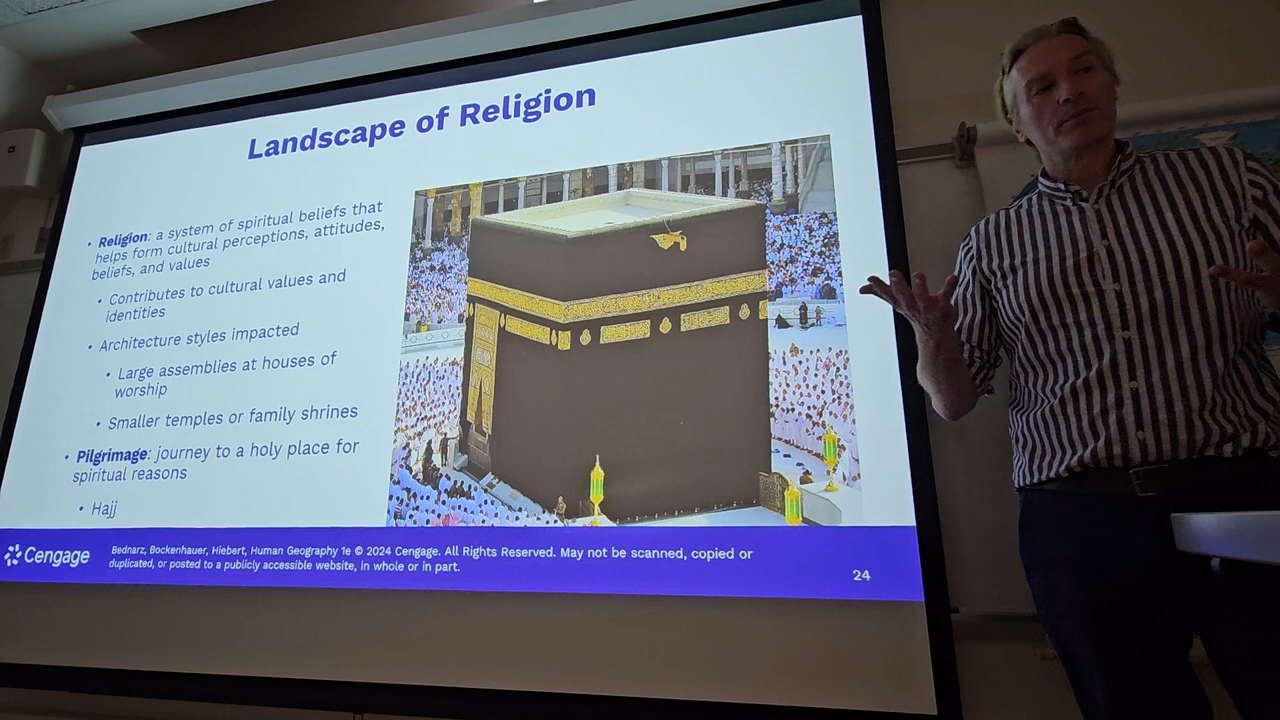 Landscape of Religion
• Religion: a system of spiritual beliefs that
helps form cultural perceptions, attitudes,
beliefs, and values
• Contributes to cultural values and
identities
• Architecture styles impacted
• Large assemblies at houses of
worship
• Smaller temples or family shrines
• Pilgrimage: journey to a holy place for
spiritual reasons
• Hajj
Cengage
Bednarz, Bockenhauer, Hiebert, Human Geography 1e © 2024 Cengage. All Rights Reserved. May not be scanned, copied or
duplicated, or posted to a publicly accessible website, in whole or in part.
24